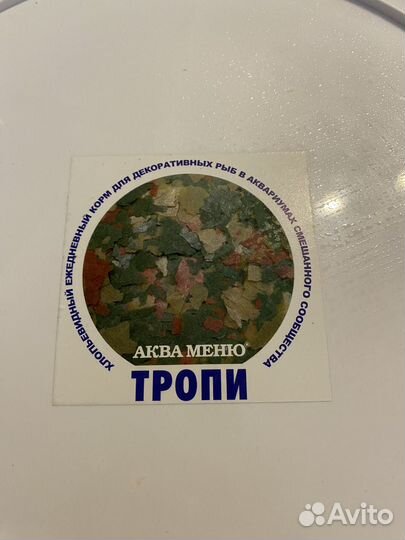 ХЛОПЬЕВИДНЫЙ ЕЖЕДНЕВНЫЙ КОРМ ДЛЯ ДЕКОРАТИВНЫХ РЫБ В АКВАРИУМАХ СМЕШАННОГО СООБЩЕСТВА
АКВА МЕНЮ®
ТРОПИ
Avito